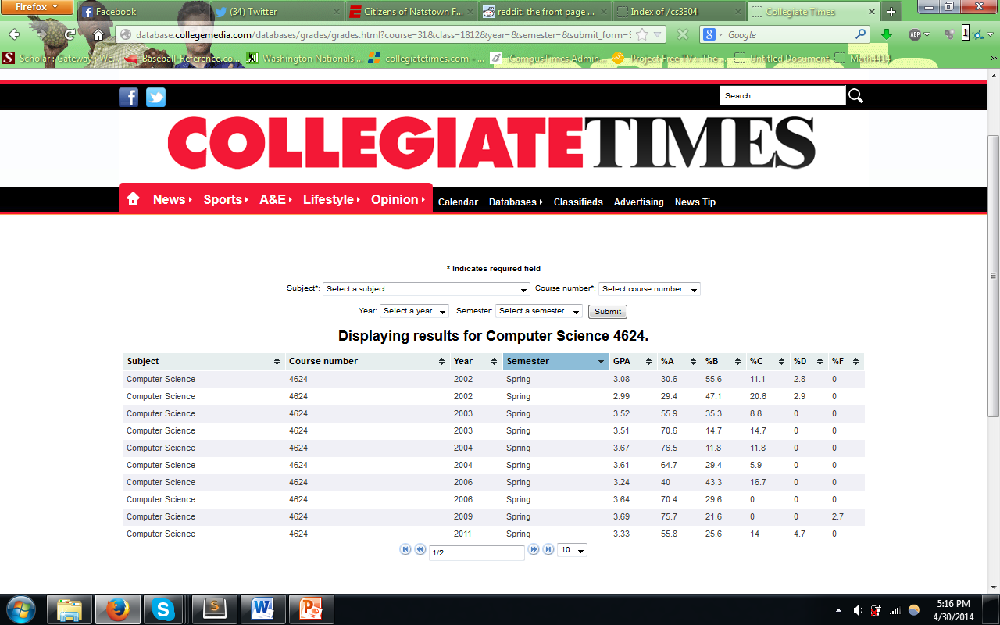 Firefox
Facebook
(34) Twitter
Citizens of Natstown F...
reddit: the front page ...
Index of /cs3304
Collegiate Times
database.collegemedia.com/databases/grades/grades.html?course=31&class=1812&year=&semester=&submit_form=S
Google
ABP
1
Scholar : Gateway : We...
Baseball-Reference.co...
Washington Nationals ...
collegiatetimes.com - ...
iCampusTimes Admin...
Project Free TV :: The ...
Untitled Document
Math4414
Search
COLLEGIATETIMES
News Sports A&E Lifestyle Opinion Calendar Databases Classifieds Advertising News Tip
* Indicates required field
Subject*: Select a subject. Course number*: Select course number.
Year: Select a year Semester: Select a semester. Submit
Displaying results for Computer Science 4624.
Subject Course number Year Semester GPA %A %B %C %D %F
Computer Science 4624 2002 Spring 3.08 30.6 55.6 11.1 2.8 0
Computer Science 4624 2002 Spring 2.99 29.4 47.1 20.6 2.9 0
Computer Science 4624 2003 Spring 3.52 55.9 35.3 8.8 0 0
Computer Science 4624 2003 Spring 3.51 70.6 14.7 14.7 0 0
Computer Science 4624 2004 Spring 3.67 76.5 11.8 11.8 0 0
Computer Science 4624 2004 Spring 3.61 64.7 29.4 5.9 0 0
Computer Science 4624 2006 Spring 3.24 40 43.3 16.7 0 0
Computer Science 4624 2006 Spring 3.64 70.4 29.6 0 0 0
Computer Science 4624 2009 Spring 3.69 75.7 21.6 0 0 2.7
Computer Science 4624 2011 Spring 3.33 55.8 25.6 14 4.7 0
1/2 10
5:16 PM
4/30/2014